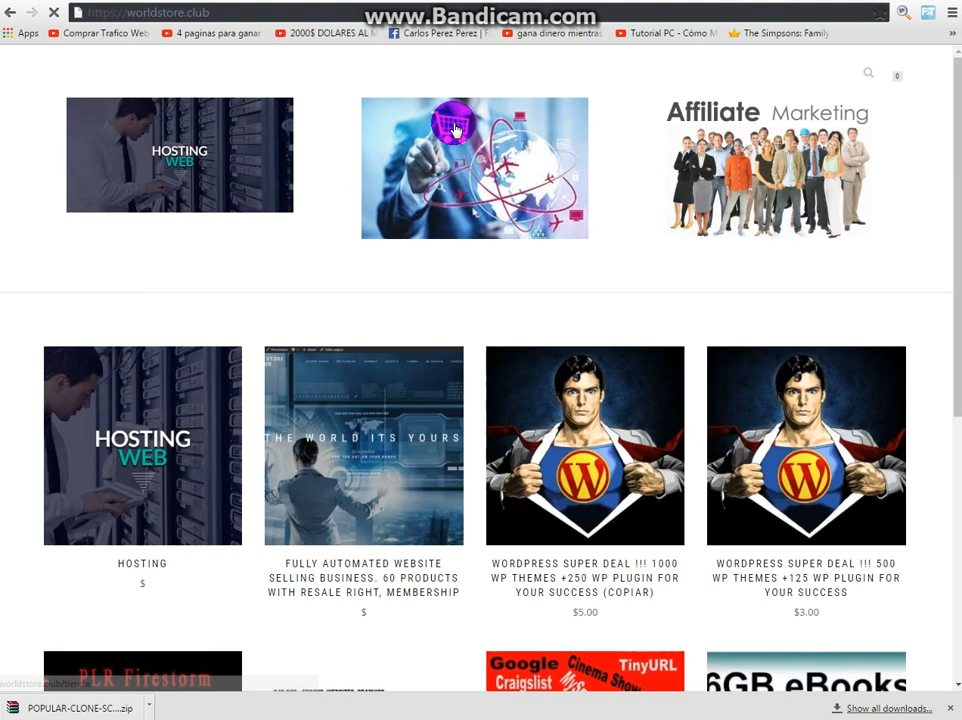 www.Bandicam.com
https://worldstore.club
Apps
Comprar Trafico Web
4 paginas para ganar
2000$ DOLARES AL M
Carlos Perez Perez | F
gana dinero mientras
Tutorial PC - Cómo M
The Simpsons: Family
0
HOSTING
WEB
Affiliate Marketing
HOSTING
WEB
STORE
THE WORLD ITS YOURS
HOSTING
$
FULLY AUTOMATED WEBSITE
SELLING BUSINESS. 60 PRODUCTS
WITH RESALE RIGHT, MEMBERSHIP
$
WORDPRESS SUPER DEAL !!! 1000
WP THEMES +250 WP PLUGIN FOR
YOUR SUCCESS (COPIAR)
$5.00
WORDPRESS SUPER DEAL !!! 500
WP THEMES +125 WP PLUGIN FOR
YOUR SUCCESS
$3.00
PLR Firestorm
Google Cinema Show TinyURL
Craigslist
6GB eBooks
worldstore.club/tienda
POPULAR-CLONE-SC....zip
Show all downloads...